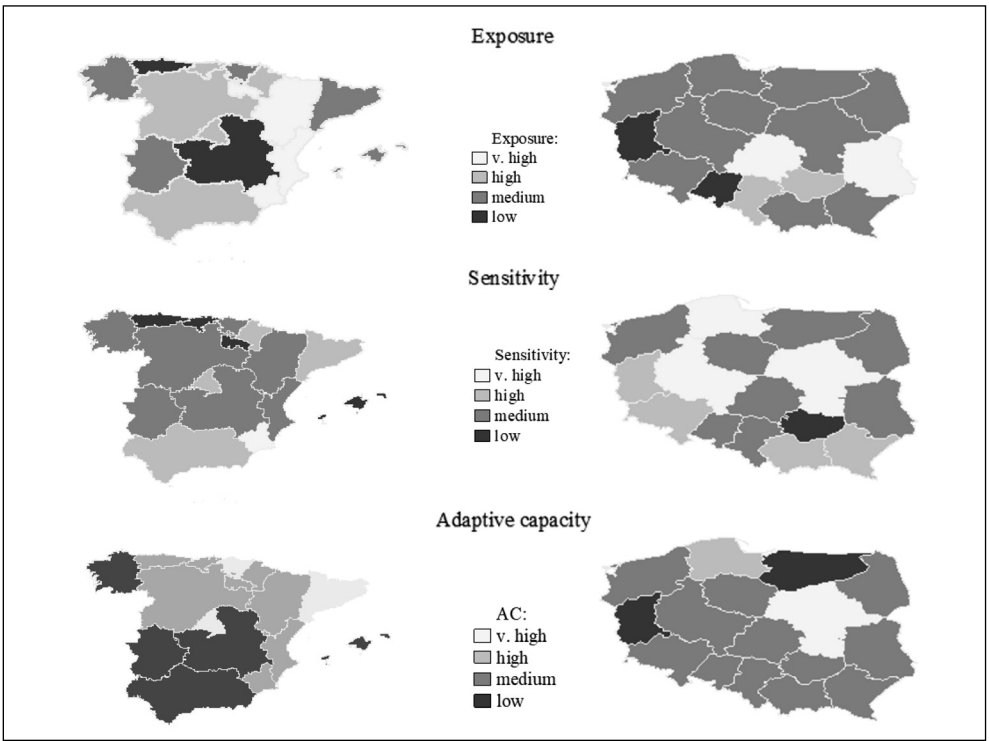 Exposure
Exposure:
v. high
high
medium
low
Sensitivity
Sensitivity:
v. high
high
medium
low
Adaptive capacity
AC:
v. high
high
medium
low